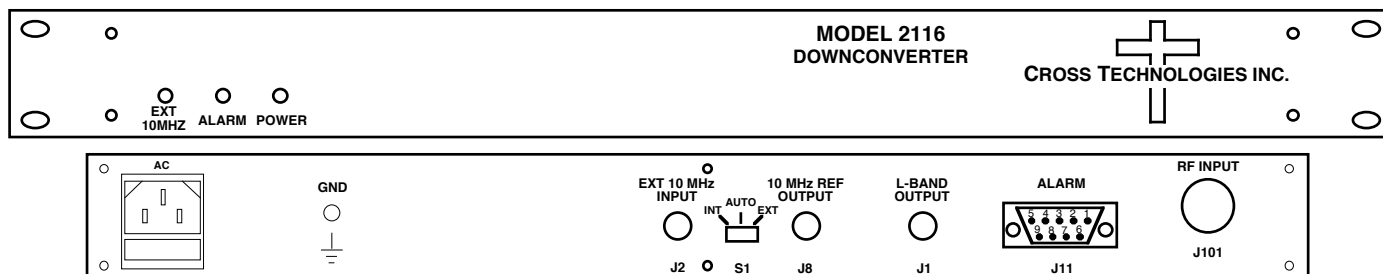 MODEL 2116
DOWNCONVERTER
CROSS TECHNOLOGIES INC.
EXT
10MHZ
ALARM
POWER
AC
GND
EXT 10 MHz
INPUT
INT
AUTO
EXT
10 MHz REF
OUTPUT
L-BAND
OUTPUT
ALARM
5 4 3 2 1
9 8 7 6
RF INPUT
J2
S1
J8
J1
J11
J101